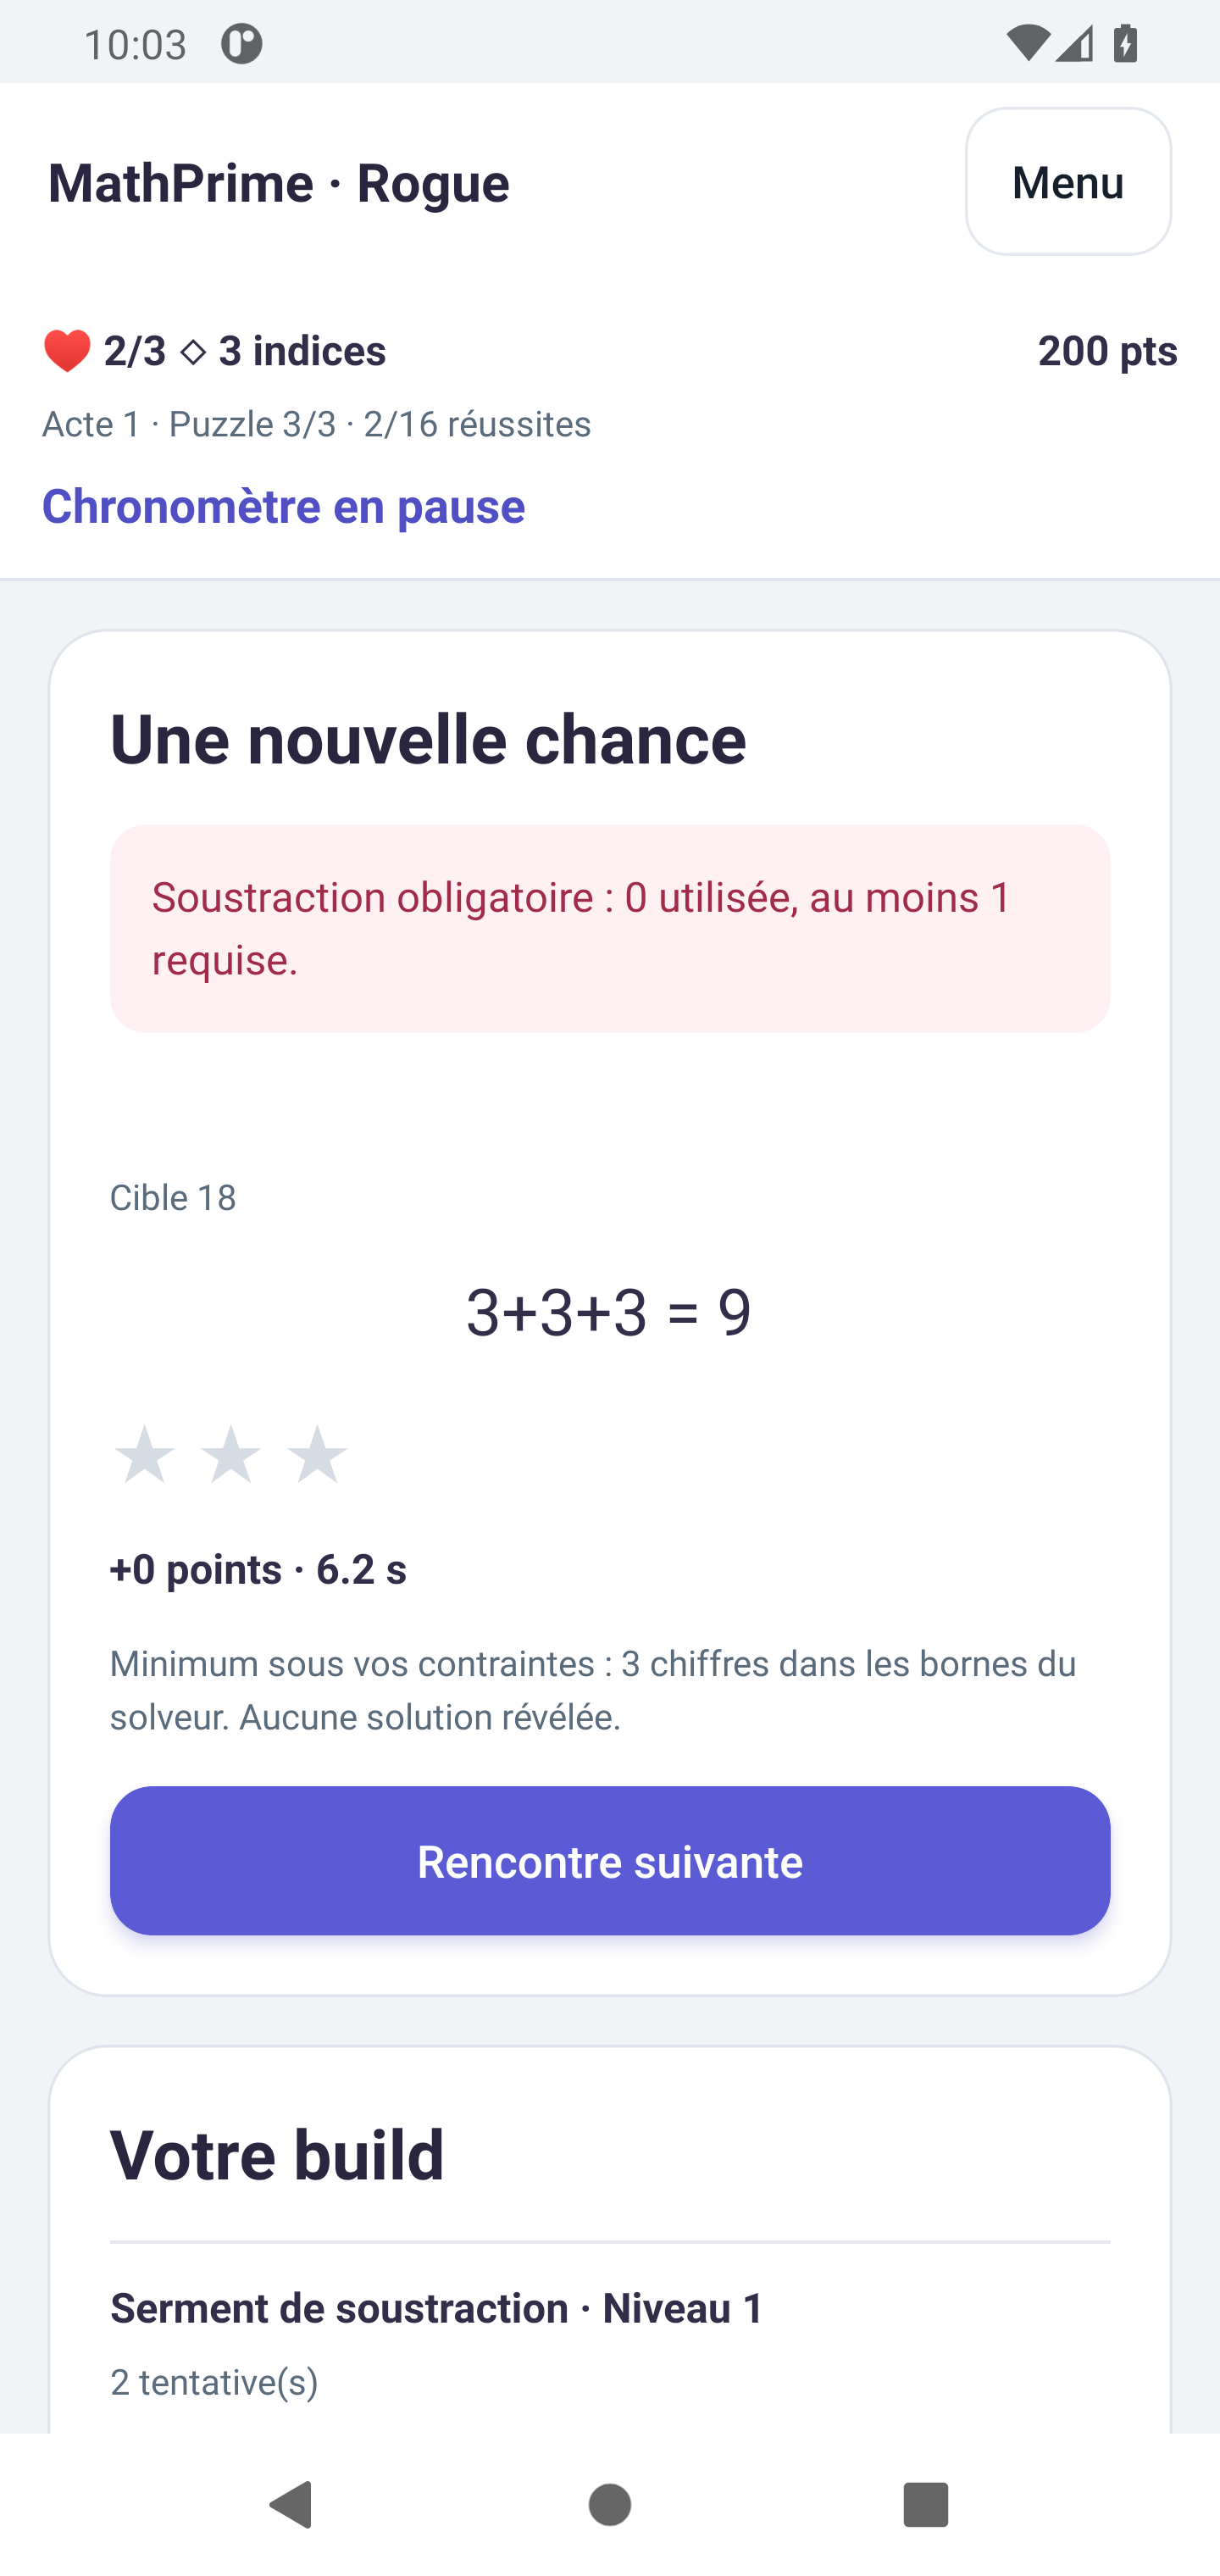 10:03
MathPrime · Rogue
Menu
❤️ 2/3 ◇ 3 indices
200 pts
Acte 1 · Puzzle 3/3 · 2/16 réussites
Chronomètre en pause
Une nouvelle chance
Soustraction obligatoire : 0 utilisée, au moins 1
requise.
Cible 18
3+3+3 = 9
★ ★ ★
+0 points · 6.2 s
Minimum sous vos contraintes : 3 chiffres dans les bornes du
solveur. Aucune solution révélée.
Rencontre suivante
Votre build
Serment de soustraction · Niveau 1
2 tentative(s)